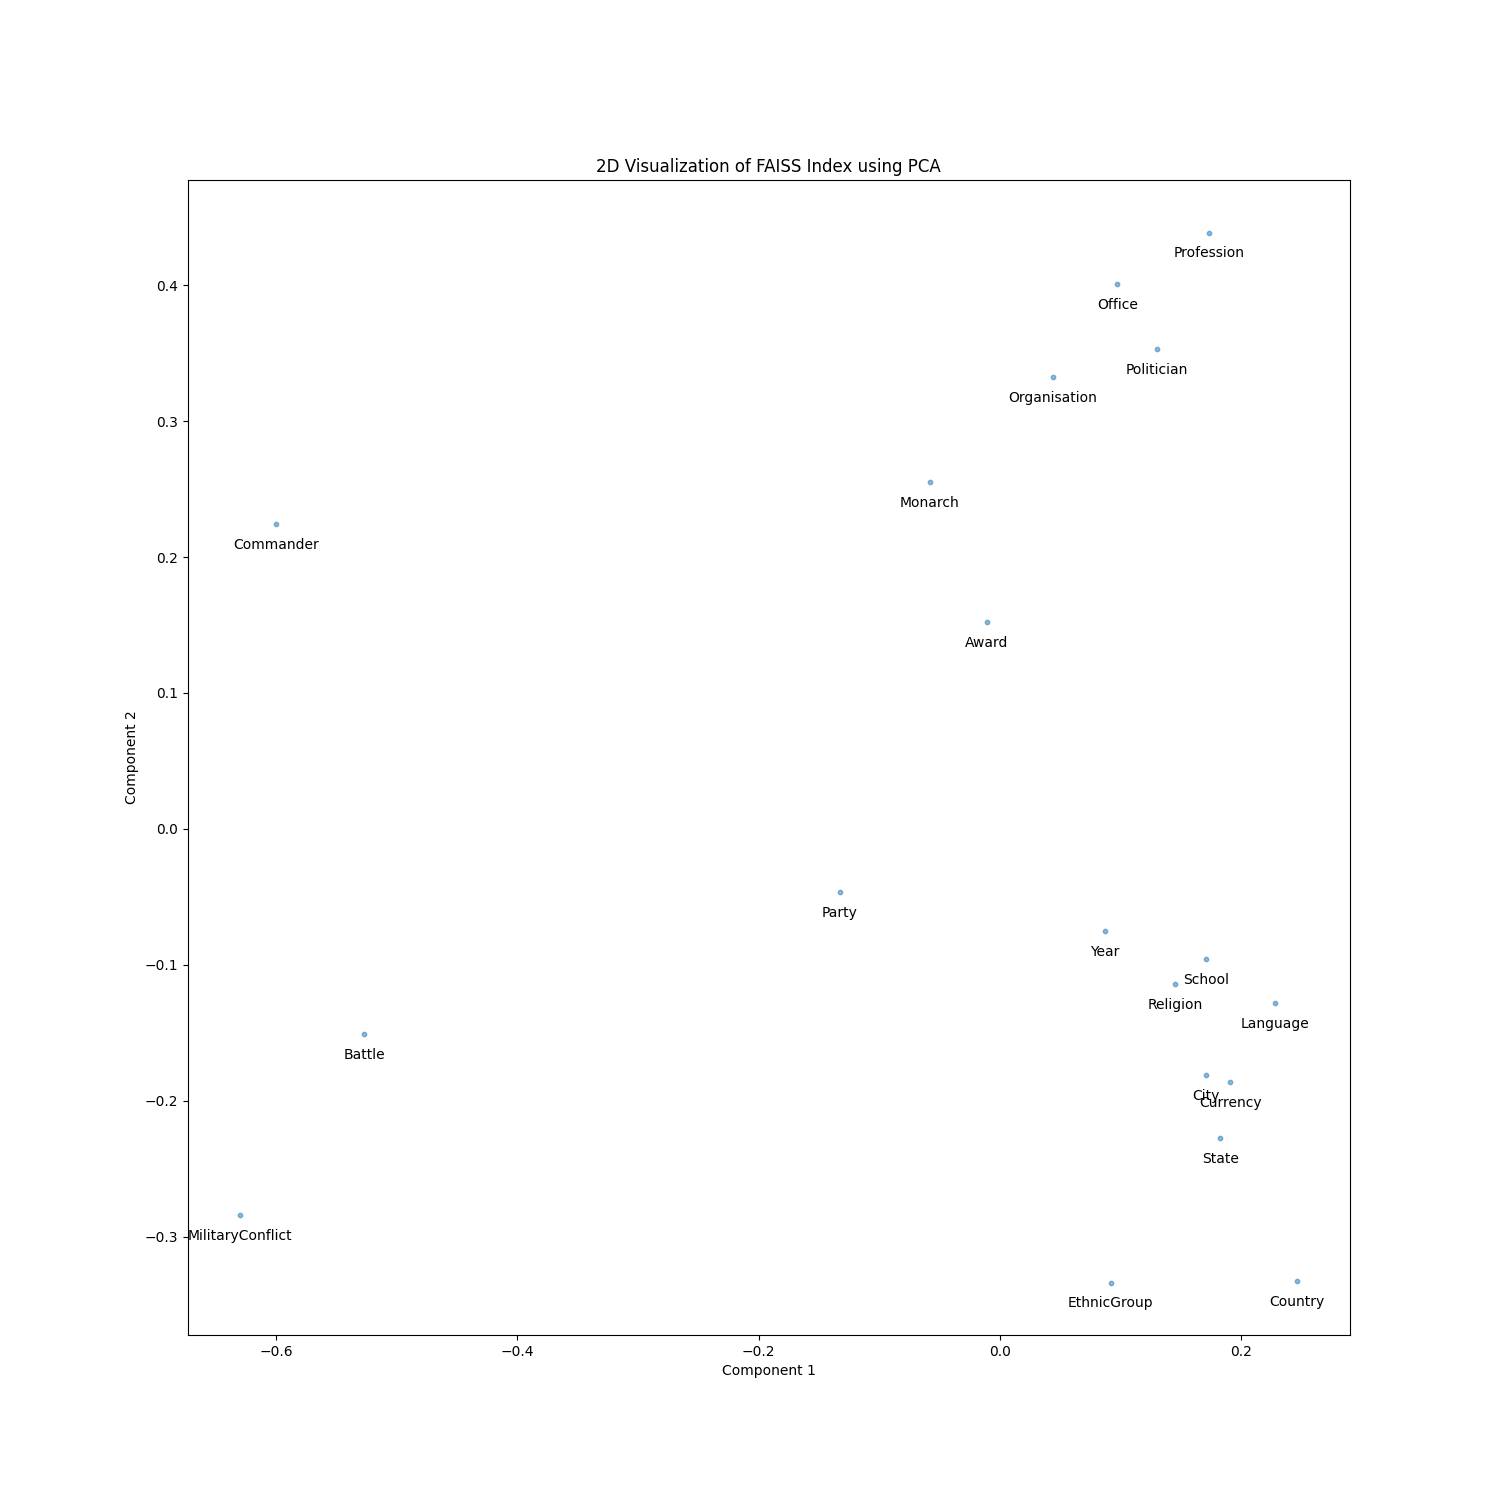 2D Visualization of FAISS Index using PCA
Profession
Office
Politician
Organisation
Monarch
Commander
Award
Party
Year
School
Religion
Language
Battle
City
Currency
State
MilitaryConflict
EthnicGroup
Country
0.4
0.3
0.2
0.1
0.0
−0.1
−0.2
−0.3
Component 2
−0.6 −0.4 −0.2 0.0 0.2
Component 1